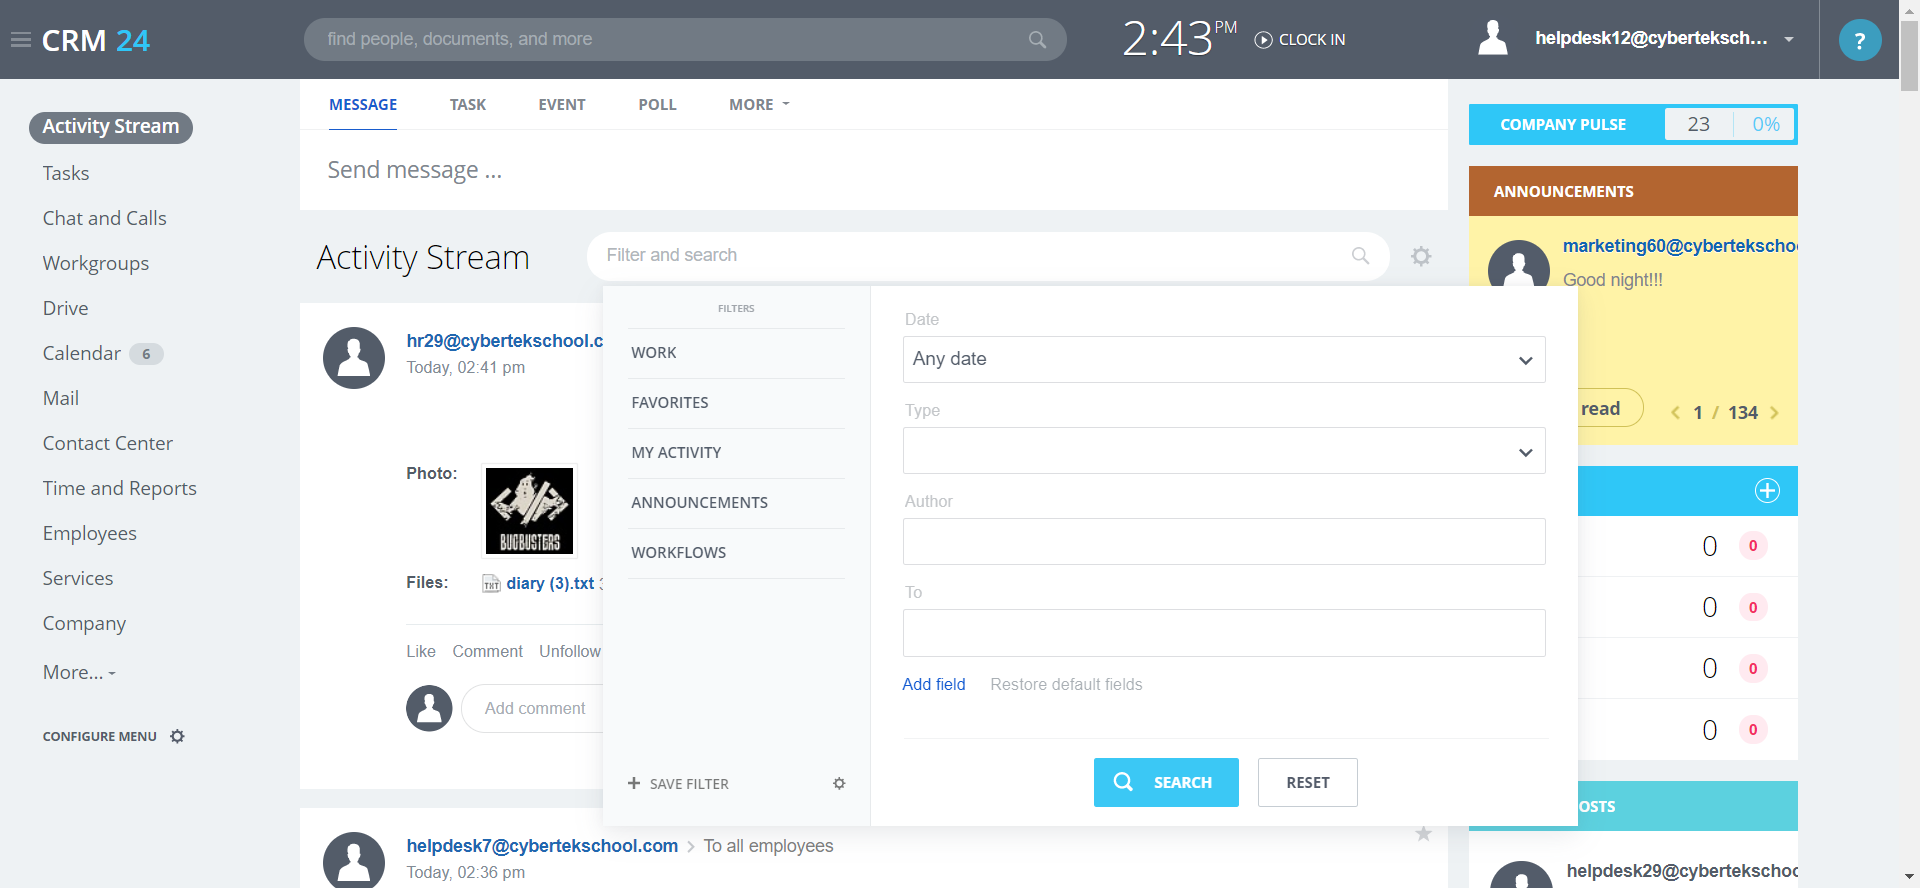 CRM 24
find people, documents, and more
2:43 PM
CLOCK IN
helpdesk12@cyberteksch...
?
Activity Stream
Tasks
Chat and Calls
Workgroups
Drive
Calendar 6
Mail
Contact Center
Time and Reports
Employees
Services
Company
More...
CONFIGURE MENU
MESSAGE TASK EVENT POLL MORE
Send message ...
Activity Stream
Filter and search
hr29@cybertekschool.c
Today, 02:41 pm
Photo:
BUGBUSTERS
Files:
TXT
diary (3).txt
Like Comment Unfollow
Add comment
helpdesk7@cybertekschool.com > To all employees
Today, 02:36 pm
FILTERS
WORK
FAVORITES
MY ACTIVITY
ANNOUNCEMENTS
WORKFLOWS
+ SAVE FILTER
Date
Any date
Type
Author
To
Add field Restore default fields
SEARCH RESET
COMPANY PULSE 23 0%
ANNOUNCEMENTS
marketing60@cybertekschoo
Good night!!!
read
1 / 134
0 0
0 0
0 0
0 0
OSTS
helpdesk29@cybertekschoo